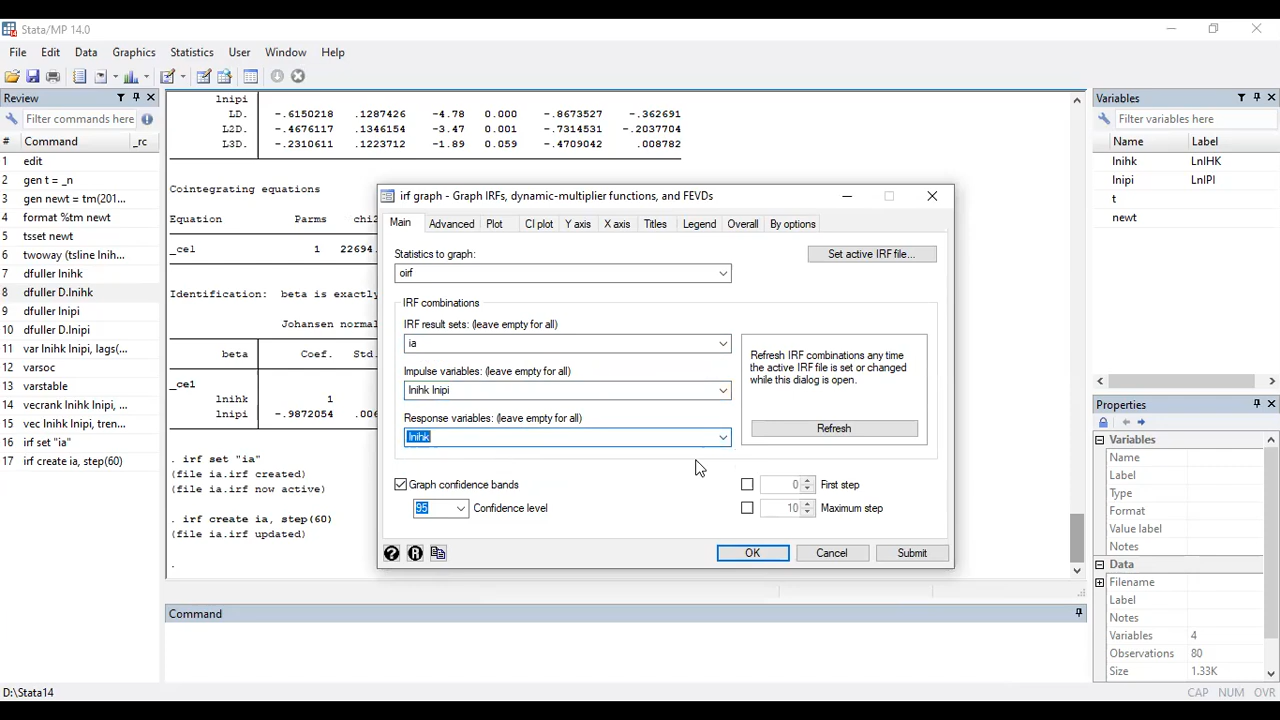 Stata/MP 14.0
File Edit Data Graphics Statistics User Window Help
Review
Filter commands here
# Command _rc
1 edit
2 gen t = _n
3 gen newt = tm(201...
4 format %tm newt
5 tsset newt
6 twoway (tsline lnihk...
7 dfuller lnihk
8 dfuller D.lnihk
9 dfuller lnipi
10 dfuller D.lnipi
11 var lnihk lnipi, lags(...
12 varsoc
13 varstable
14 vecrank lnihk lnipi, ...
15 vec lnihk lnipi, tren...
16 irf set "ia"
17 irf create ia, step(60)
lnipi
LD. -.6150218 .1287426 -4.78 0.000 -.8673527 -.362691
L2D. -.4676117 .1346154 -3.47 0.001 -.7314531 -.2037704
L3D. -.2310611 .1223712 -1.89 0.059 -.4709042 .008782
Cointegrating equations
Equation Parms chi2
_ce1 1 22694.
Identification: beta is exactly
Johansen normal
beta Coef. Std.
_ce1
lnihk 1
lnipi -.9872054 .006
. irf set "ia"
(file ia.irf created)
(file ia.irf now active)
. irf create ia, step(60)
(file ia.irf updated)
.
irf graph - Graph IRFs, dynamic-multiplier functions, and FEVDs
Main Advanced Plot CI plot Y axis X axis Titles Legend Overall By options
Statistics to graph:
Set active IRF file...
oirf
IRF combinations
IRF result sets: (leave empty for all)
ia
Impulse variables: (leave empty for all)
lnihk lnipi
Response variables: (leave empty for all)
lnihk
Refresh IRF combinations any time
the active IRF file is set or changed
while this dialog is open.
Refresh
Graph confidence bands
95 Confidence level
0 First step
10 Maximum step
OK Cancel Submit
Command
Variables
Filter variables here
Name Label
lnihk LnIHK
lnipi LnIPI
t
newt
Properties
Variables
Name
Label
Type
Format
Value label
Notes
Data
Filename
Label
Notes
Variables 4
Observations 80
Size 1.33K
D:\Stata14
CAP NUM OVR